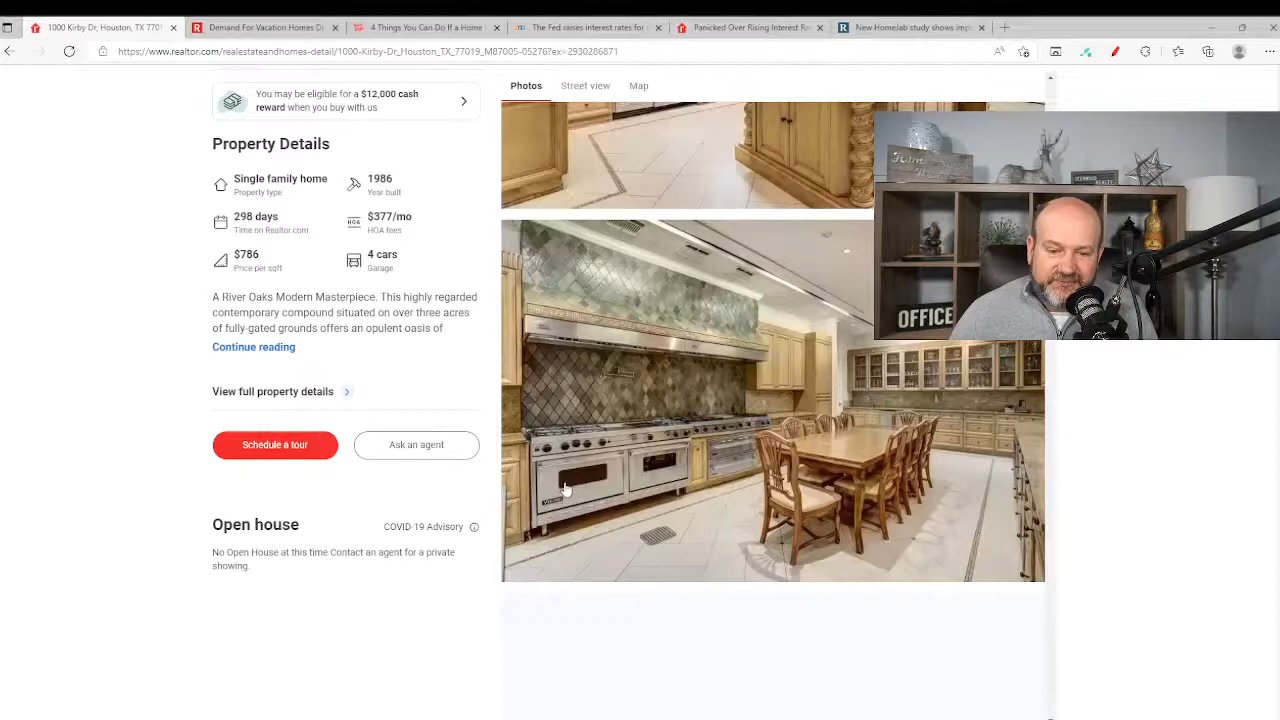 1000 Kirby Dr, Houston, TX 7701
Demand For Vacation Homes D
4 Things You Can Do If a Home
The Fed raises interest rates for
Panicked Over Rising Interest R
New Homelab study shows imp
https://www.realtor.com/realestateandhomes-detail/1000-Kirby-Dr_Houston_TX_77019_M87005-05276?ex=2930286871
You may be eligible for a $12,000 cash
reward when you buy with us
Photos Street view Map
Property Details
Single family home
Property type
1986
Year built
298 days
Time on Realtor.com
HOA
$377/mo
HOA fees
$786
Price per sqft
4 cars
Garage
A River Oaks Modern Masterpiece. This highly regarded
contemporary compound situated on over three acres
of fully-gated grounds offers an opulent oasis of
Continue reading
View full property details
Schedule a tour
Ask an agent
Open house
COVID-19 Advisory
No Open House at this time Contact an agent for a private
showing.
OFFICE